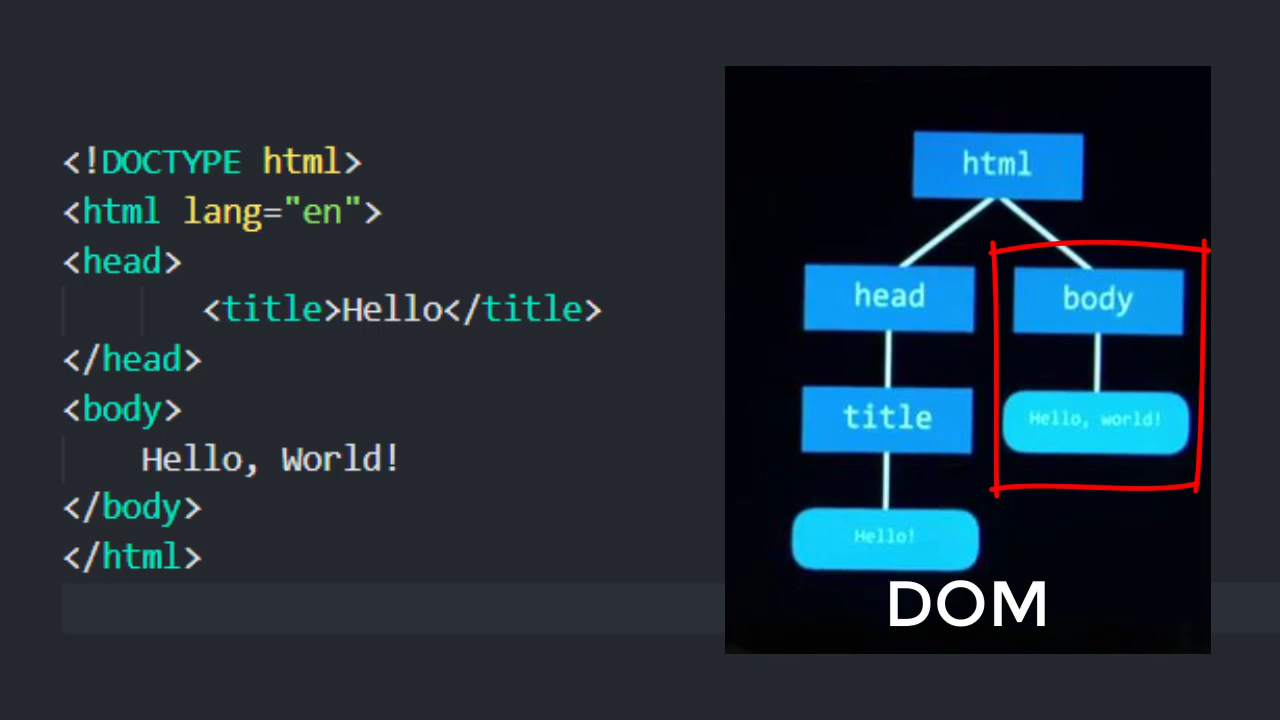 <!DOCTYPE html>
<html lang="en">
<head>
<title>Hello</title>
</head>
<body>
Hello, World!
</body>
</html>
html
head
body
title
Hello, world!
Hello!
DOM